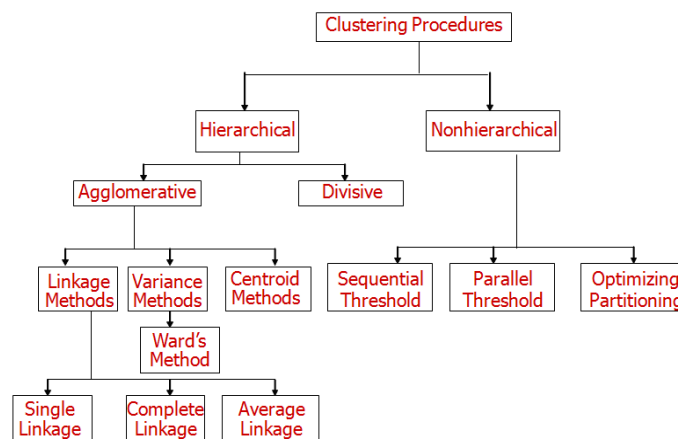 Clustering Procedures
Hierarchical
Nonhierarchical
Agglomerative
Divisive
Linkage
Methods
Variance
Methods
Centroid
Methods
Sequential
Threshold
Parallel
Threshold
Optimizing
Partitioning
Ward's
Method
Single
Linkage
Complete
Linkage
Average
Linkage